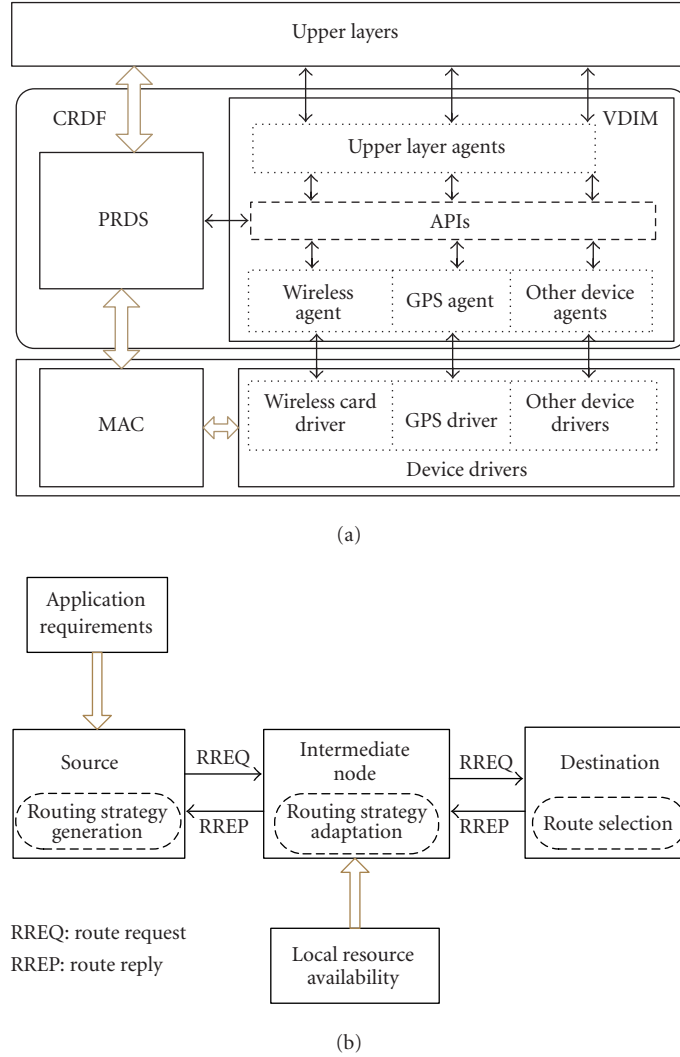 Upper layers
CRDF
VDIM
Upper layer agents
PRDS
APIs
Wireless
agent
GPS agent
Other device
agents
MAC
Wireless card
driver
GPS driver
Other device
drivers
Device drivers
(a)
Application
requirements
Source
RREQ
Intermediate
node
RREQ
Destination
Routing strategy
generation
RREP
Routing strategy
adaptation
RREP
Route selection
RREQ: route request
RREP: route reply
Local resource
availability
(b)